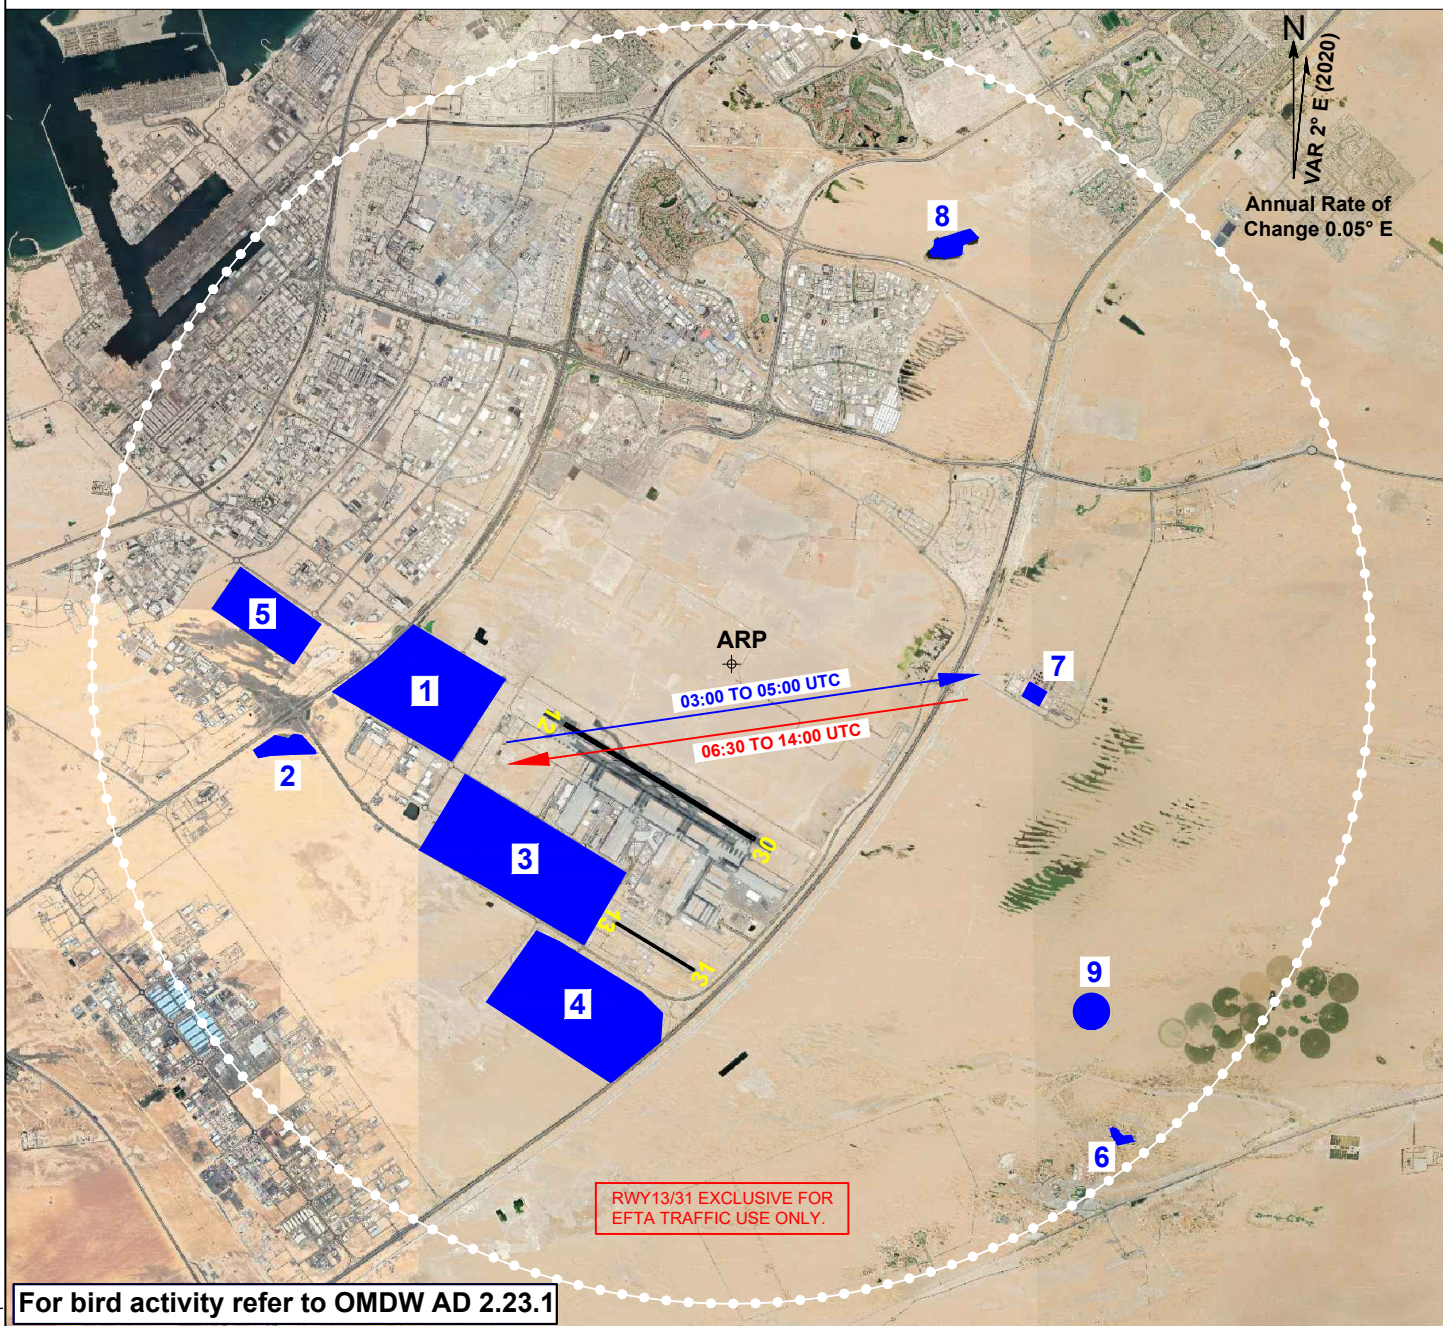 N
VAR 2° E (2020)
Annual Rate of
Change 0.05° E
8
5
ARP
7
1
03:00 TO 05:00 UTC
12
06:30 TO 14:00 UTC
2
30
3
13
31
9
4
6
RWY13/31 EXCLUSIVE FOR
EFTA TRAFFIC USE ONLY.
For bird activity refer to OMDW AD 2.23.1